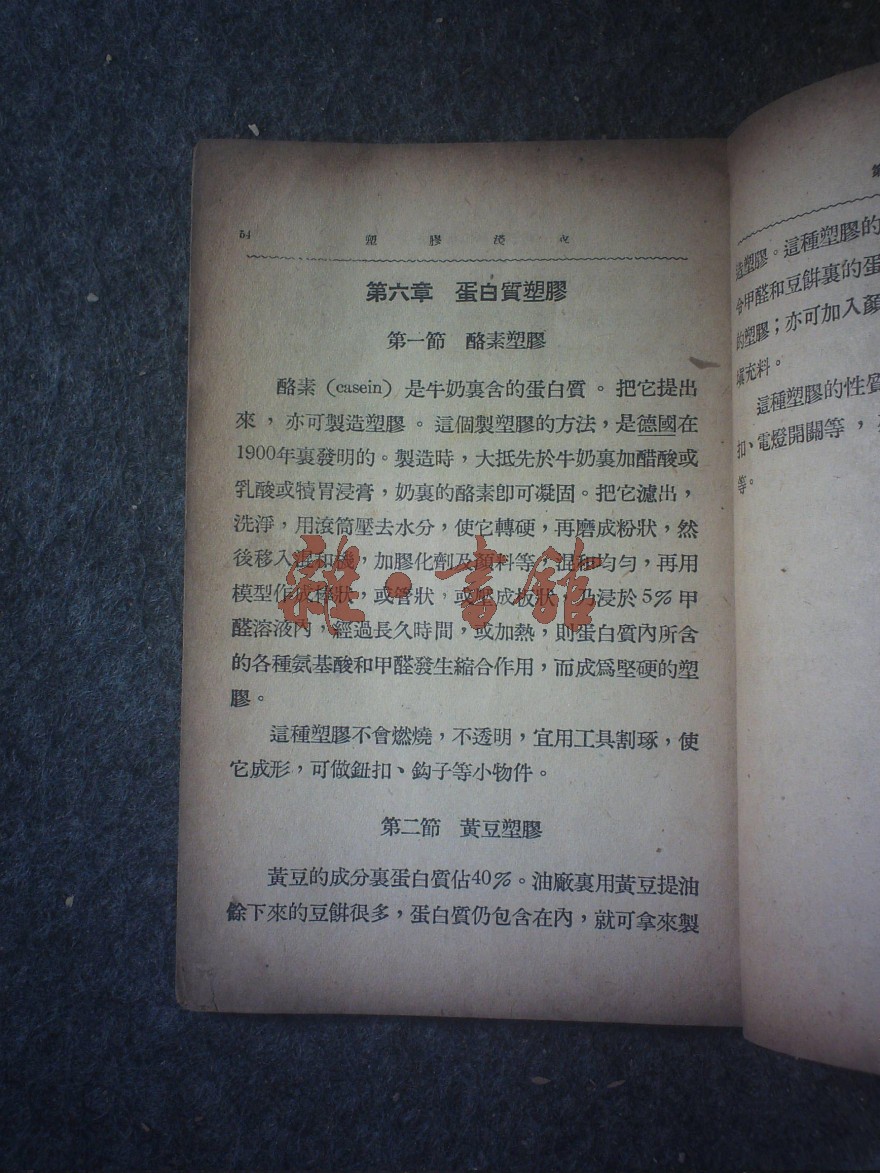 54
塑膠淺
第六章 蛋白質塑膠
第一節 酪素塑膠
酪素 (casein) 是牛奶裏含的蛋白質。把它提出
來，亦可製造塑膠。這個製塑膠的方法，是德國在
1900年裏發明的。製造時，大抵先於牛奶裏加醋酸或
乳酸或犢胃浸膏，奶裏的酪素卽可凝固。把它濾出，
洗淨，用滾筒壓去水分，使它轉硬，再磨成粉狀，然
後移入混和機，加膠化劑及顏料等，混和均勻，再用
模型作成棒狀，或管狀，或壓成板狀，乃浸於5%甲
醛溶液內，經過長久時間，或加熱，則蛋白質內所含
的各種氨基酸和甲醛發生縮合作用，而成爲堅硬的塑
膠。
這種塑膠不會燃燒，不透明，宜用工具割琢，使
它成形，可做鈕扣、鈎子等小物件。
第二節 黃豆塑膠
黃豆的成分裏蛋白質佔40%。油廠裏用黃豆提油
餘下來的豆餅很多，蛋白質仍包含在內，就可拿來製
雜·書館
造塑膠。這種塑膠的
令甲醛和豆餅裏的蛋
的塑膠；亦可加入顏
填充料。
這種塑膠的性質
扣、電燈開關等，
等。